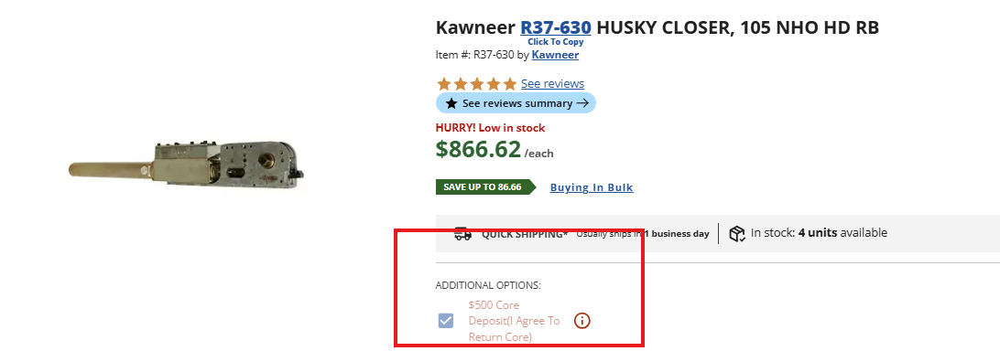 Kawneer R37-630 HUSKY CLOSER, 105 NHO HD RB
Click To Copy
Item #: R37-630 by Kawneer
See reviews
See reviews summary
HURRY! Low in stock
$866.62 /each
SAVE UP TO 86.66 Buying In Bulk
QUICK SHIPPING* Usually ships in 1 business day In stock: 4 units available
ADDITIONAL OPTIONS:
$500 Core
Deposit(I Agree To
Return Core)